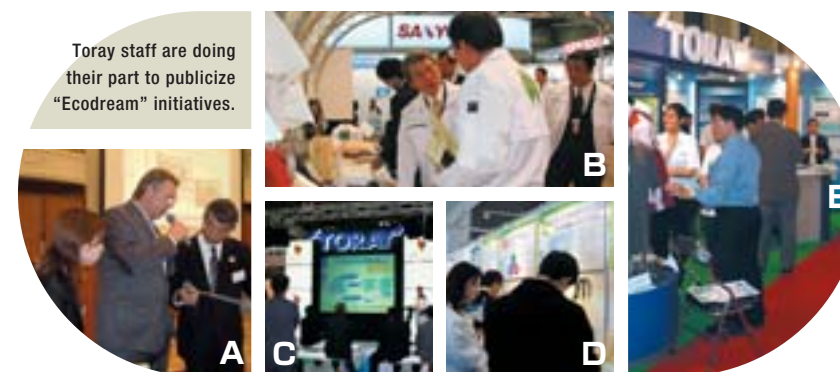 Toray staff are doing
their part to publicize
“Ecodream” initiatives.
SANYO
B
TORAY
E
A
TORAY
C
D